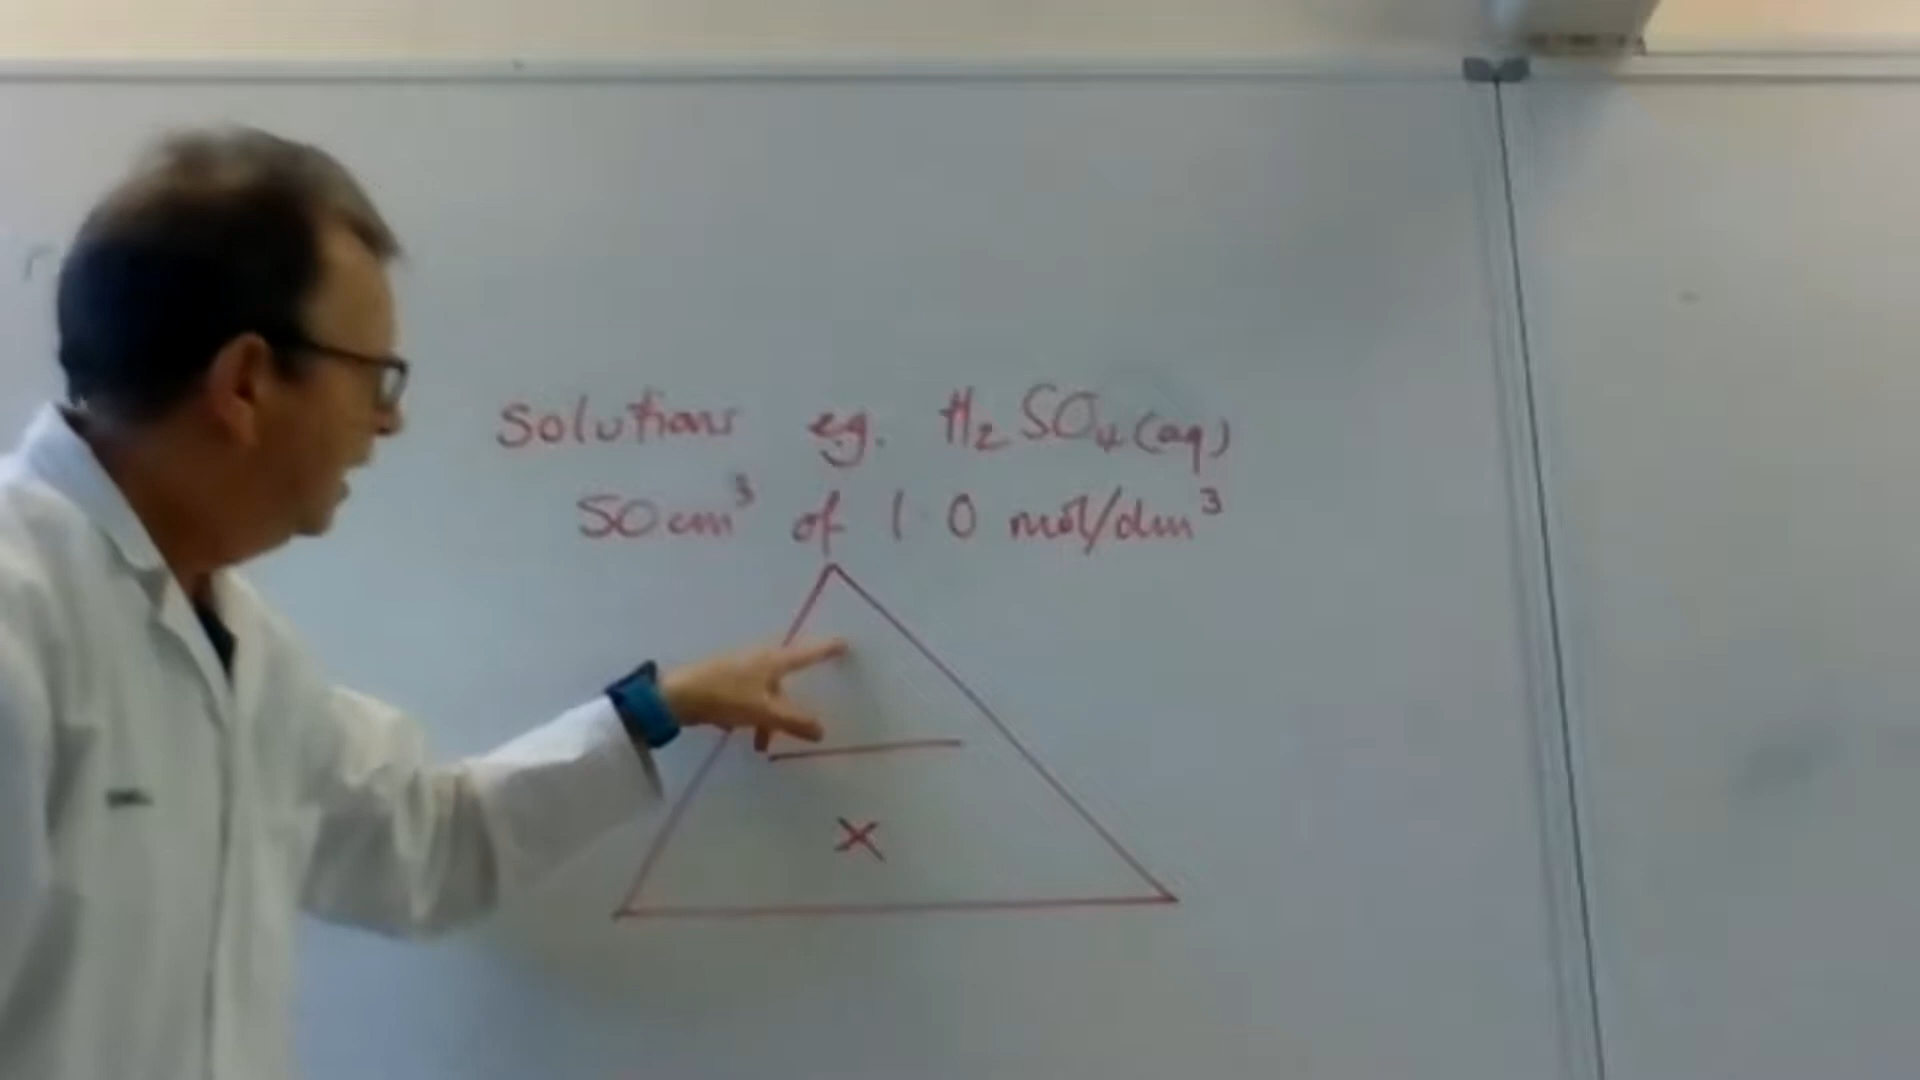 Solutions eg. H₂SO₄(aq)
50cm³ of 1.0 mol/dm³
×